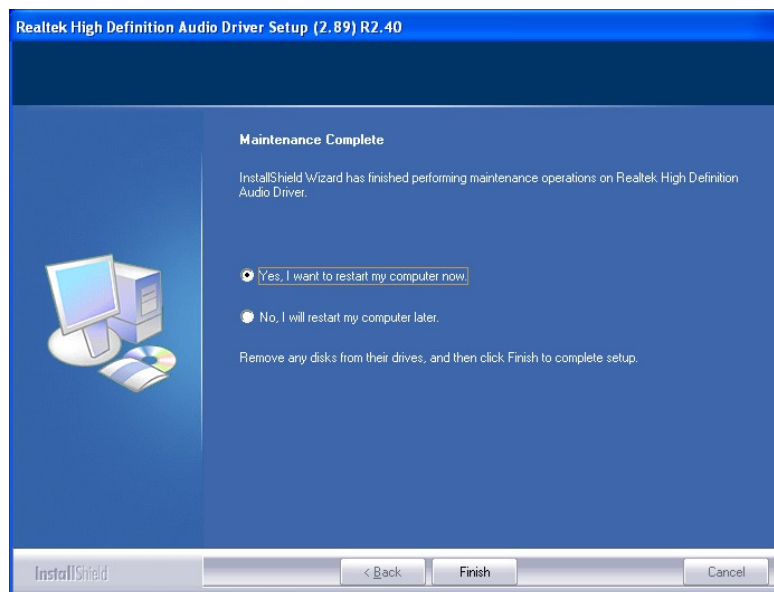 Realtek High Definition Audio Driver Setup (2.89) R2.40
Maintenance Complete
InstallShield Wizard has finished performing maintenance operations on Realtek High Definition
Audio Driver.
Yes, I want to restart my computer now.
No, I will restart my computer later.
Remove any disks from their drives, and then click Finish to complete setup.
InstallShield
< Back
Finish
Cancel